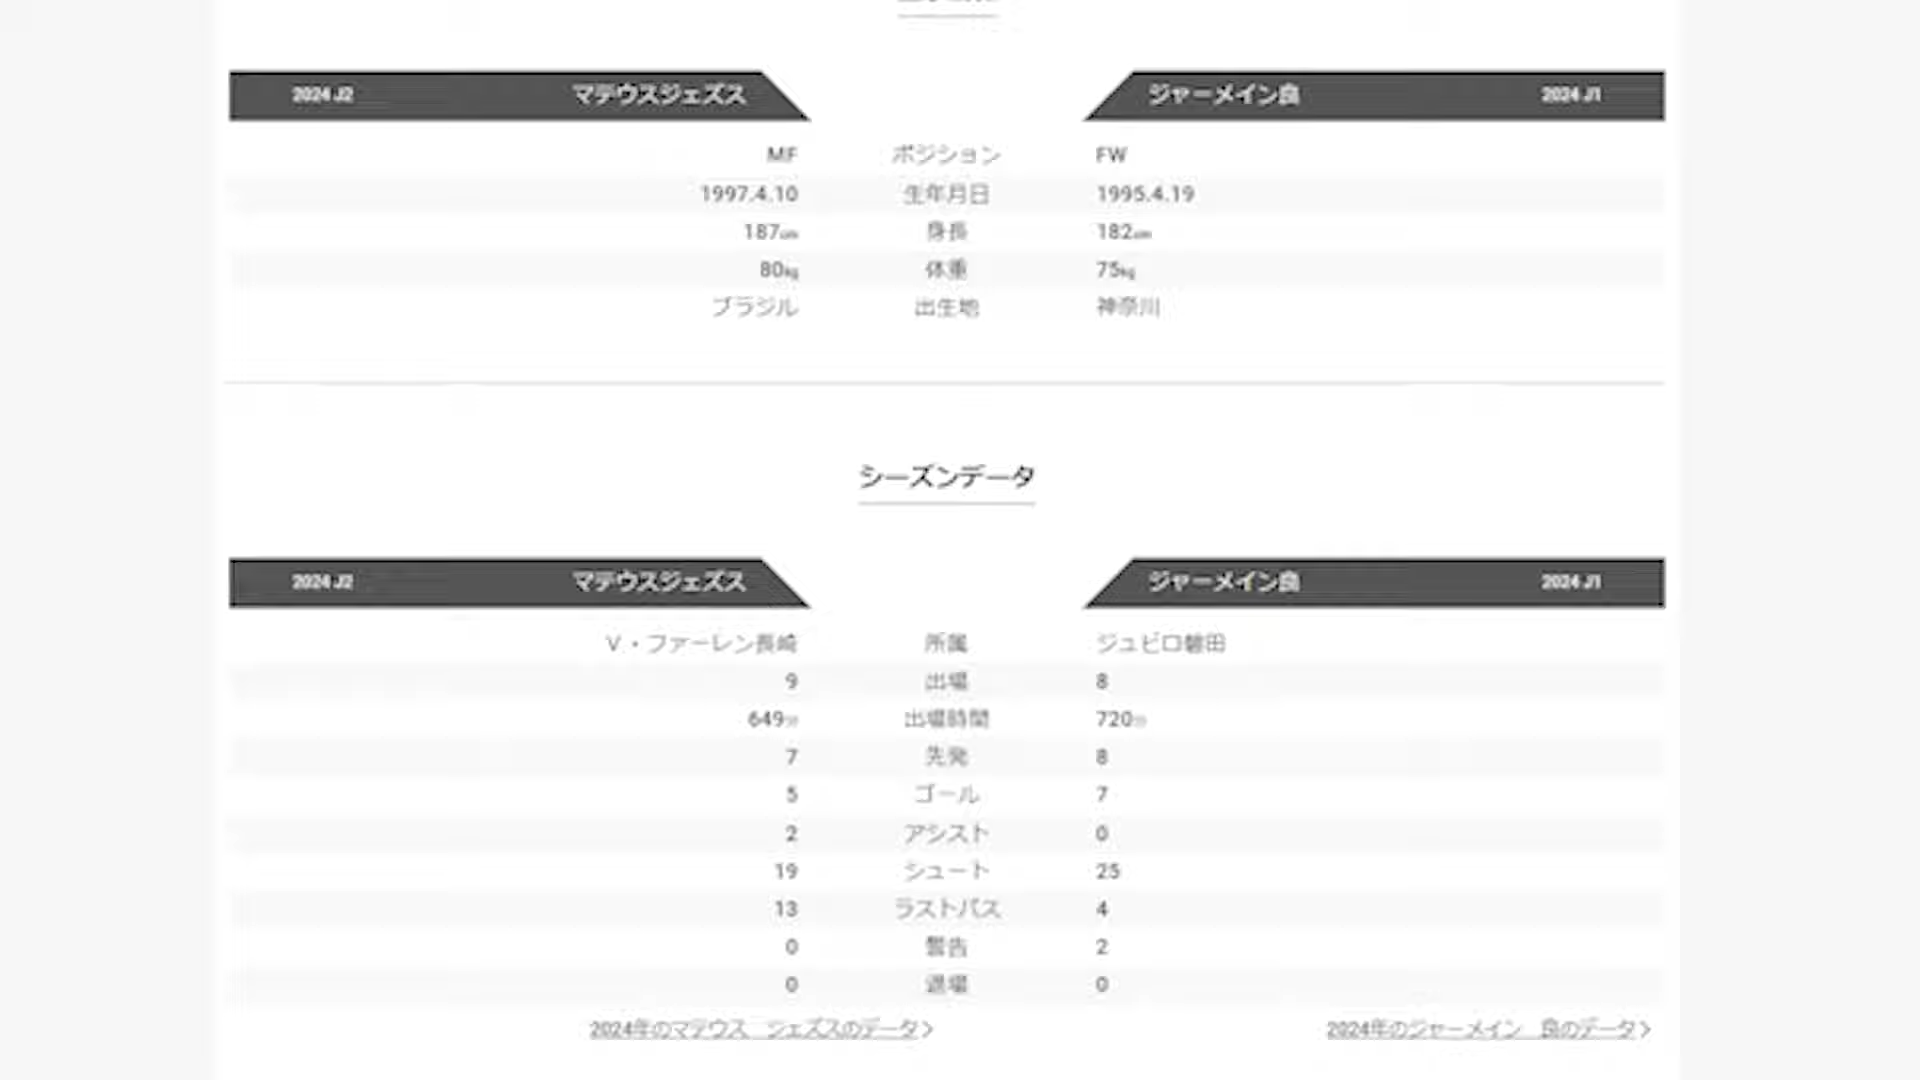 2024 J2 マテウスジェズス ジャーメイン良 2024 J1
MF ポジション FW
1997.4.10 生年月日 1995.4.19
187cm 身長 182cm
80kg 体重 75kg
ブラジル 出生地 神奈川
シーズンデータ
2024 J2 マテウスジェズス ジャーメイン良 2024 J1
V・ファーレン長崎 所属 ジュビロ磐田
9 出場 8
649分 出場時間 720分
7 先発 8
5 ゴール 7
2 アシスト 0
19 シュート 25
13 ラストパス 4
0 警告 2
0 退場 0
2024年のマテウス　ジェズスのデータ 2024年のジャーメイン　良のデータ